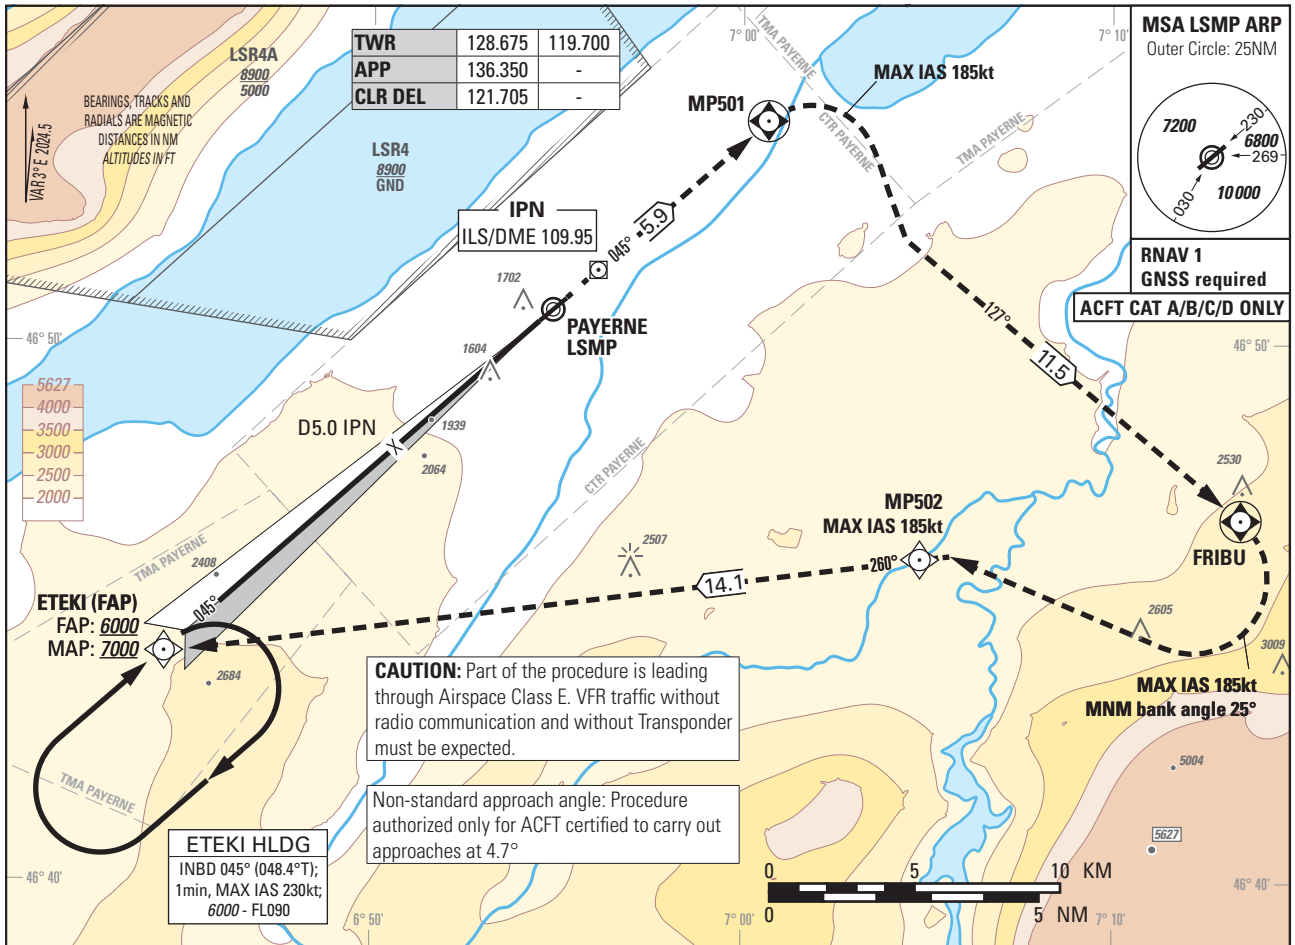 7° 00'
7° 10'
LSR4A
8900
5000
TWR 128.675 119.700
APP 136.350 -
CLR DEL 121.705 -
TMA PAYERNE
MAX IAS 185kt
MSA LSMP ARP
Outer Circle: 25NM
7200
230
6800
269
10 000
030
BEARINGS, TRACKS AND
RADIALS ARE MAGNETIC
DISTANCES IN NM
ALTITUDES IN FT
VAR 3° E 2024.5
MP501
CTR PAYERNE
TMA PAYERNE
LSR4
8900
GND
IPN
ILS/DME 109.95
045°
5.9
RNAV 1
GNSS required
ACFT CAT A/B/C/D ONLY
1702
PAYERNE
LSMP
127°
46° 50'
46° 50'
1604
11.5
5627
4000
3500
3000
2500
2000
D5.0 IPN
X
1939
2064
CTR PAYERNE
2530
MP502
MAX IAS 185kt
FRIBU
TMA PAYERNE
2408
2507
260°
14.1
ETEKI (FAP)
FAP: 6000
MAP: 7000
045°
2605
3009
2684
CAUTION: Part of the procedure is leading
through Airspace Class E. VFR traffic without
radio communication and without Transponder
must be expected.
MAX IAS 185kt
MNM bank angle 25°
TMA PAYERNE
5004
Non-standard approach angle: Procedure
authorized only for ACFT certified to carry out
approaches at 4.7°
5627
ETEKI HLDG
INBD 045° (048.4°T);
1min, MAX IAS 230kt;
6000 - FL090
0 5 10 KM
0 5 NM
46° 40'
46° 40'
6° 50'
7° 00'
7° 10'